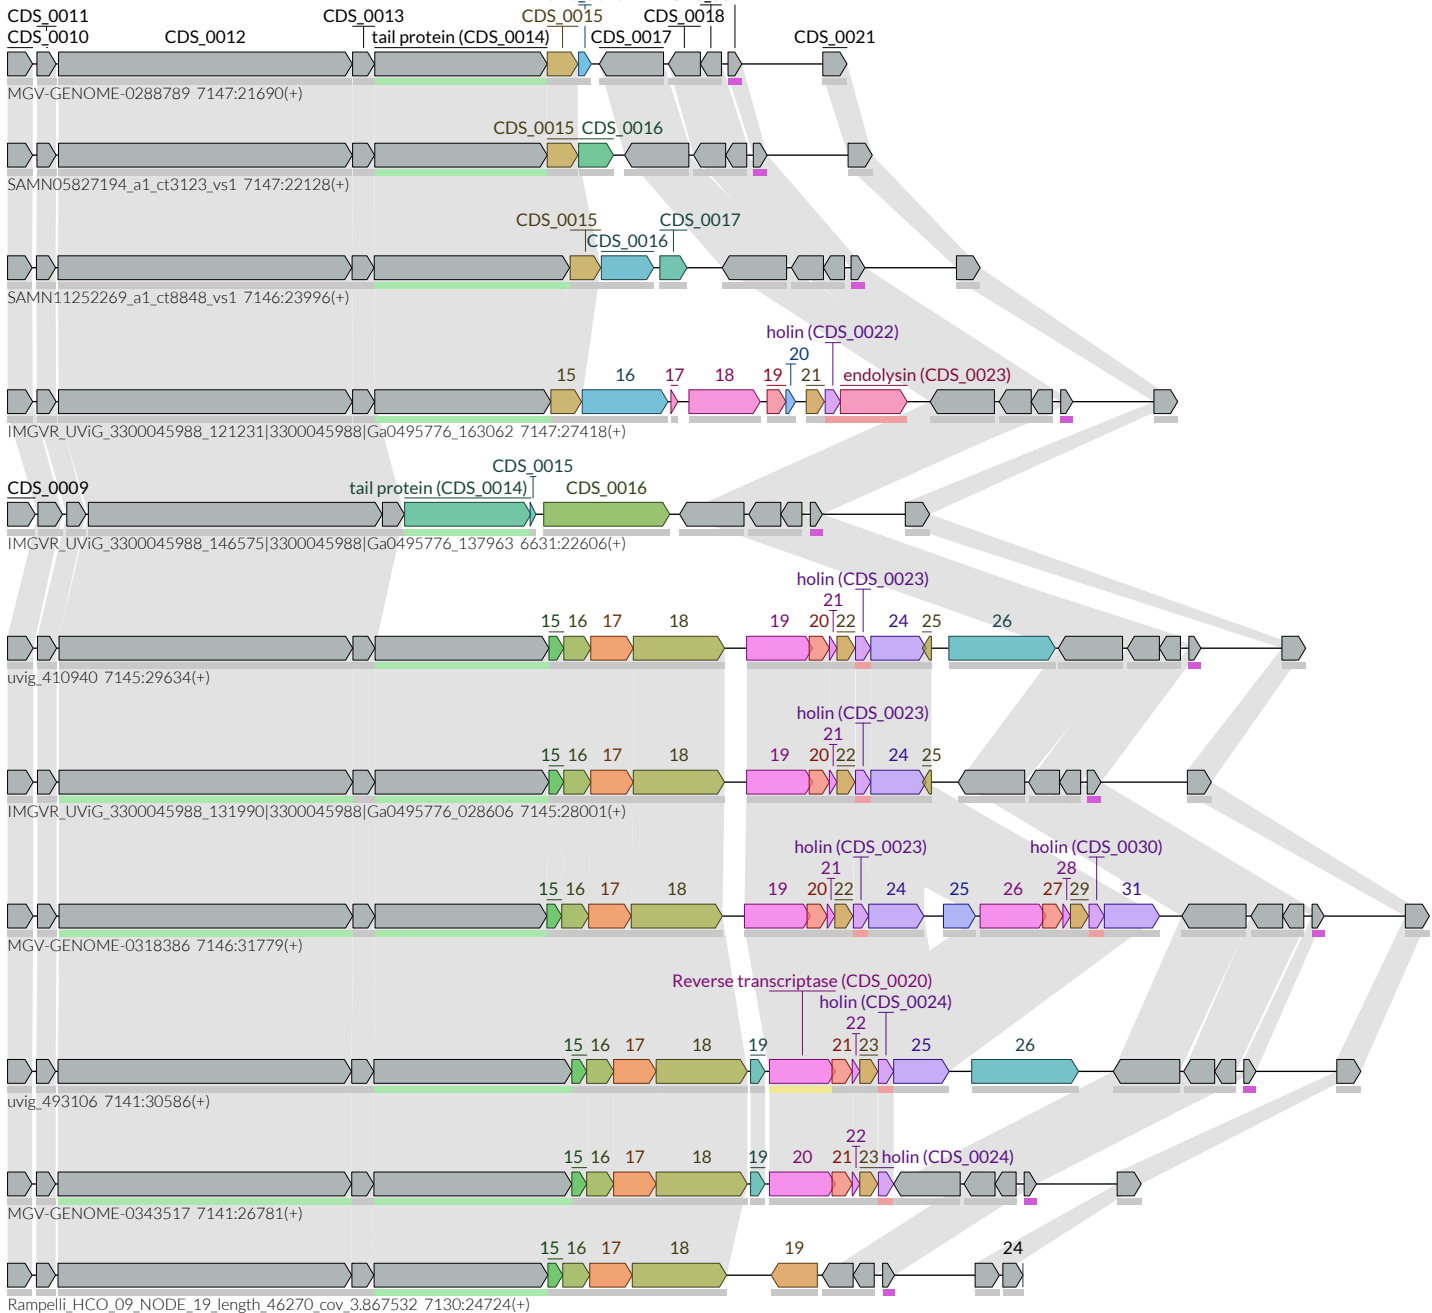 CDS_0011 CDS_0013 CDS_0015 CDS_0018
CDS_0010 CDS_0012 tail protein (CDS_0014) CDS_0017 CDS_0021
MGV-GENOME-0288789 7147:21690(+)
CDS_0015 CDS_0016
SAMN05827194_a1_ct3123_vs1 7147:22128(+)
CDS_0015 CDS_0017
CDS_0016
SAMN11252269_a1_ct8848_vs1 7146:23996(+)
holin (CDS_0022)
20
15 16 17 18 19 21 endolysin (CDS_0023)
IMGVR_UViG_3300045988_121231|3300045988|Ga0495776_163062 7147:27418(+)
CDS_0015
CDS_0009 tail protein (CDS_0014) CDS_0016
IMGVR_UViG_3300045988_146575|3300045988|Ga0495776_137963 6631:22606(+)
holin (CDS_0023)
21
15 16 17 18 19 20 22 24 25 26
uvig_410940 7145:29634(+)
holin (CDS_0023)
21
15 16 17 18 19 20 22 24 25
IMGVR_UViG_3300045988_131990|3300045988|Ga0495776_028606 7145:28001(+)
holin (CDS_0023) holin (CDS_0030)
21 28
15 16 17 18 19 20 22 24 25 26 27 29 31
MGV-GENOME-0318386 7146:31779(+)
Reverse transcriptase (CDS_0020)
holin (CDS_0024)
22
15 16 17 18 19 21 23 25 26
uvig_493106 7141:30586(+)
22
15 16 17 18 19 20 21 23 holin (CDS_0024)
MGV-GENOME-0343517 7141:26781(+)
15 16 17 18 19 24
Rampelli_HCO_09_NODE_19_length_46270_cov_3.867532 7130:24724(+)